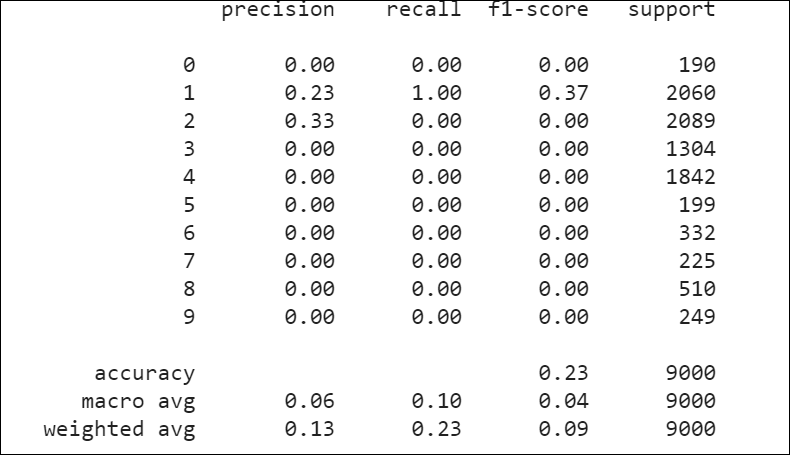 precision recall f1-score support
0 0.00 0.00 0.00 190
1 0.23 1.00 0.37 2060
2 0.33 0.00 0.00 2089
3 0.00 0.00 0.00 1304
4 0.00 0.00 0.00 1842
5 0.00 0.00 0.00 199
6 0.00 0.00 0.00 332
7 0.00 0.00 0.00 225
8 0.00 0.00 0.00 510
9 0.00 0.00 0.00 249
accuracy 0.23 9000
macro avg 0.06 0.10 0.04 9000
weighted avg 0.13 0.23 0.09 9000